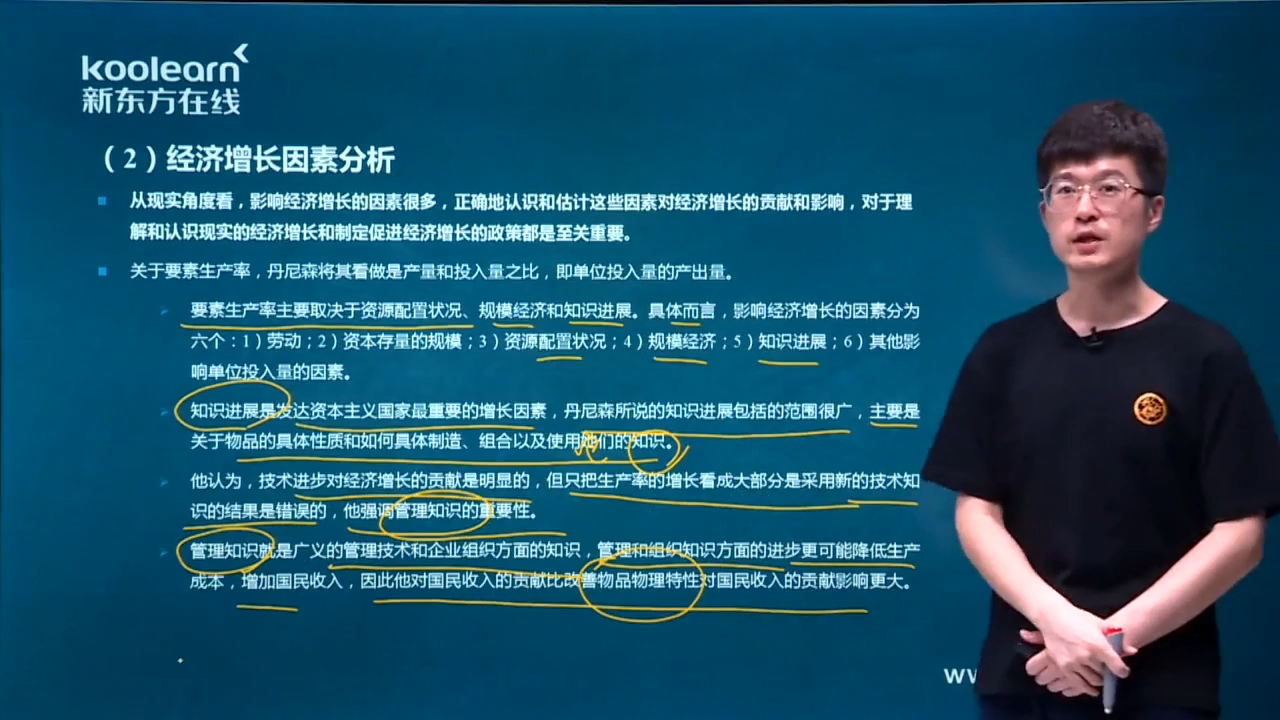 koolearn
新东方在线
（2）经济增长因素分析
从现实角度看，影响经济增长的因素很多，正确地认识和估计这些因素对经济增长的贡献和影响，对于理
解和认识现实的经济增长和制定促进经济增长的政策都是至关重要。
关于要素生产率，丹尼森将其看做是产量和投入量之比，即单位投入量的产出量。
要素生产率主要取决于资源配置状况、规模经济和知识进展。具体而言，影响经济增长的因素分为
六个：1）劳动；2）资本存量的规模；3）资源配置状况；4）规模经济；5）知识进展；6）其他影
响单位投入量的因素。
知识进展是发达资本主义国家最重要的增长因素，丹尼森所说的知识进展包括的范围很广，主要是
关于物品的具体性质和如何具体制造、组合以及使用她们的知识。
他认为，技术进步对经济增长的贡献是明显的，但只把生产率的增长看成大部分是采用新的技术知
识的结果是错误的，他强调管理知识的重要性。
管理知识就是广义的管理技术和企业组织方面的知识，管理和组织知识方面的进步更可能降低生产
成本，增加国民收入，因此他对国民收入的贡献比改善物品物理特性对国民收入的贡献影响更大。